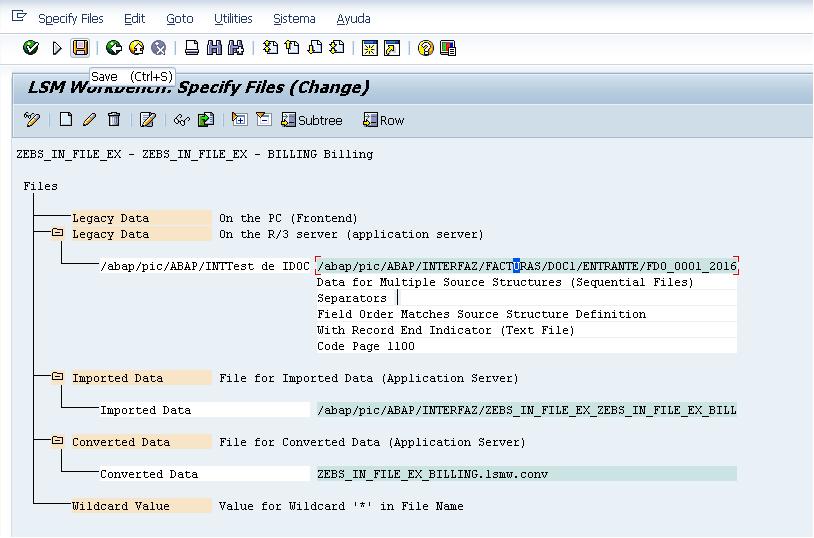 Specify Files Edit Goto Utilities Sistema Ayuda
Save (Ctrl+S)
LSM Workbench: Specify Files (Change)
Subtree Row
ZEBS_IN_FILE_EX - ZEBS_IN_FILE_EX - BILLING Billing
Files
Legacy Data On the PC (Frontend)
Legacy Data On the R/3 server (application server)
/abap/pic/ABAP/INTTest de IDOC /abap/pic/ABAP/INTERFAZ/FACTURAS/DOC1/ENTRANTE/FD0_0001_2016
Data for Multiple Source Structures (Sequential Files)
Separators |
Field Order Matches Source Structure Definition
With Record End Indicator (Text File)
Code Page 1100
Imported Data File for Imported Data (Application Server)
Imported Data /abap/pic/ABAP/INTERFAZ/ZEBS_IN_FILE_EX_ZEBS_IN_FILE_EX_BILL
Converted Data File for Converted Data (Application Server)
Converted Data ZEBS_IN_FILE_EX_BILLING.lsmw.conv
Wildcard Value Value for Wildcard '*' in File Name